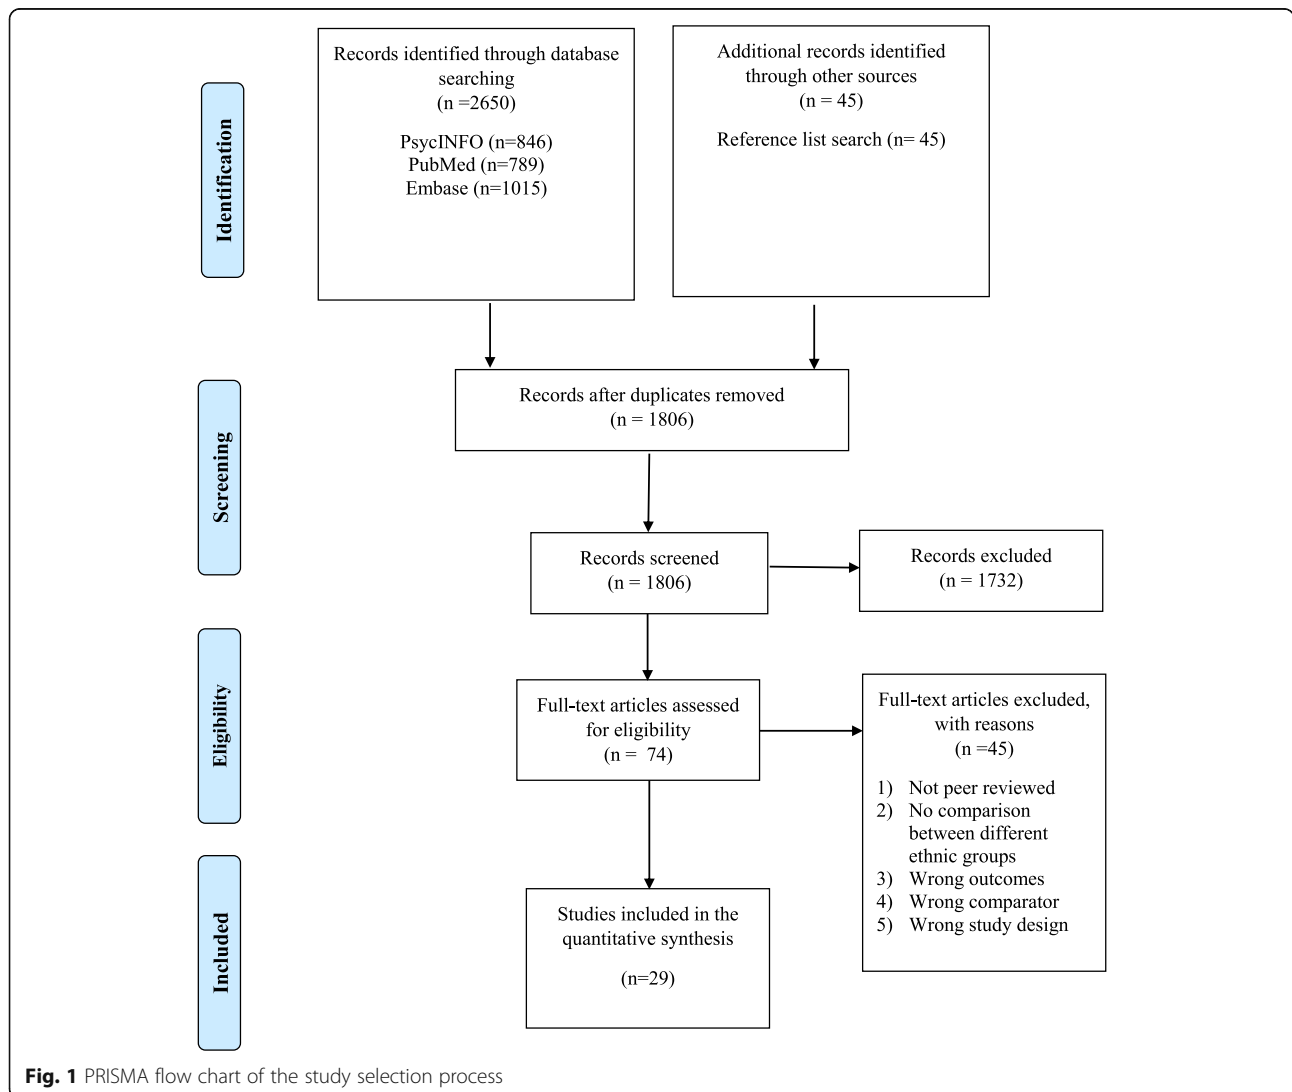 Identification
Records identified through database
searching
(n =2650)
PsycINFO (n=846)
PubMed (n=789)
Embase (n=1015)
Additional records identified
through other sources
(n = 45)
Reference list search (n= 45)
Screening
Records after duplicates removed
(n = 1806)
Records screened
(n = 1806)
Records excluded
(n = 1732)
Eligibility
Full-text articles assessed
for eligibility
(n =  74)
Full-text articles excluded,
with reasons
(n =45)
1) Not peer reviewed
2) No comparison
between different
ethnic groups
3) Wrong outcomes
4) Wrong comparator
5) Wrong study design
Included
Studies included in the
quantitative synthesis
(n=29)
Fig. 1 PRISMA flow chart of the study selection process